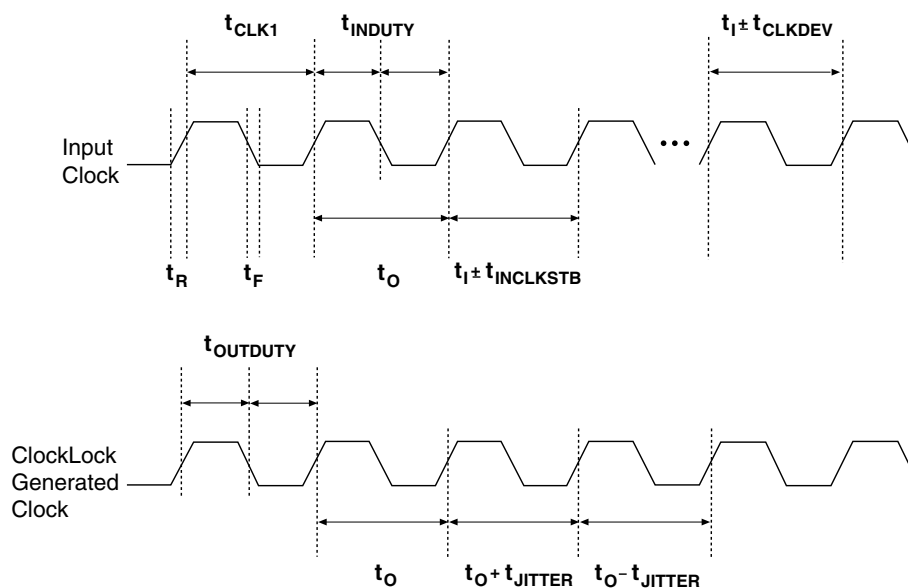 tCLK1 tINDUTY tI ± tCLKDEV
Input
Clock
tR tF tO tI ± tINCLKSTB
tOUTDUTY
ClockLock
Generated
Clock
tO tO + tJITTER tO – tJITTER